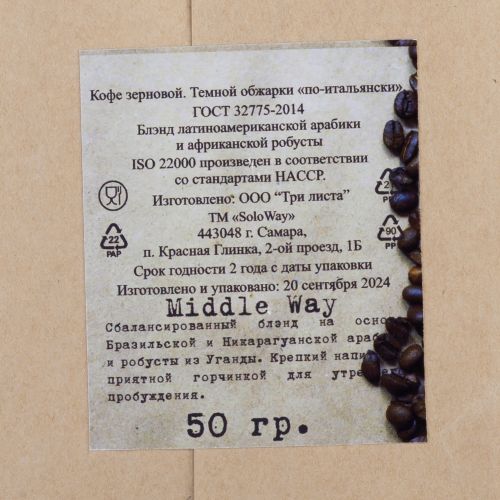 Кофе зерновой. Темной обжарки «по-итальянски»
ГОСТ 32775-2014
Блэнд латиноамериканской арабики
и африканской робусты
ISO 22000 произведен в соответствии
со стандартами HACCP.
Изготовлено: ООО “Три листа”
ТМ «SoloWay»
443048 г. Самара,
п. Красная Глинка, 2-ой проезд, 1Б
Срок годности 2 года с даты упаковки
Изготовлено и упаковано: 20 сентября 2024
22
PAP
90
Middle Way
Сбалансированный блэнд на
Бразильской и Никарагуанской
и робусты из Уганды. Крепкий
приятной горчинкой для
пробуждения.
50 гр.